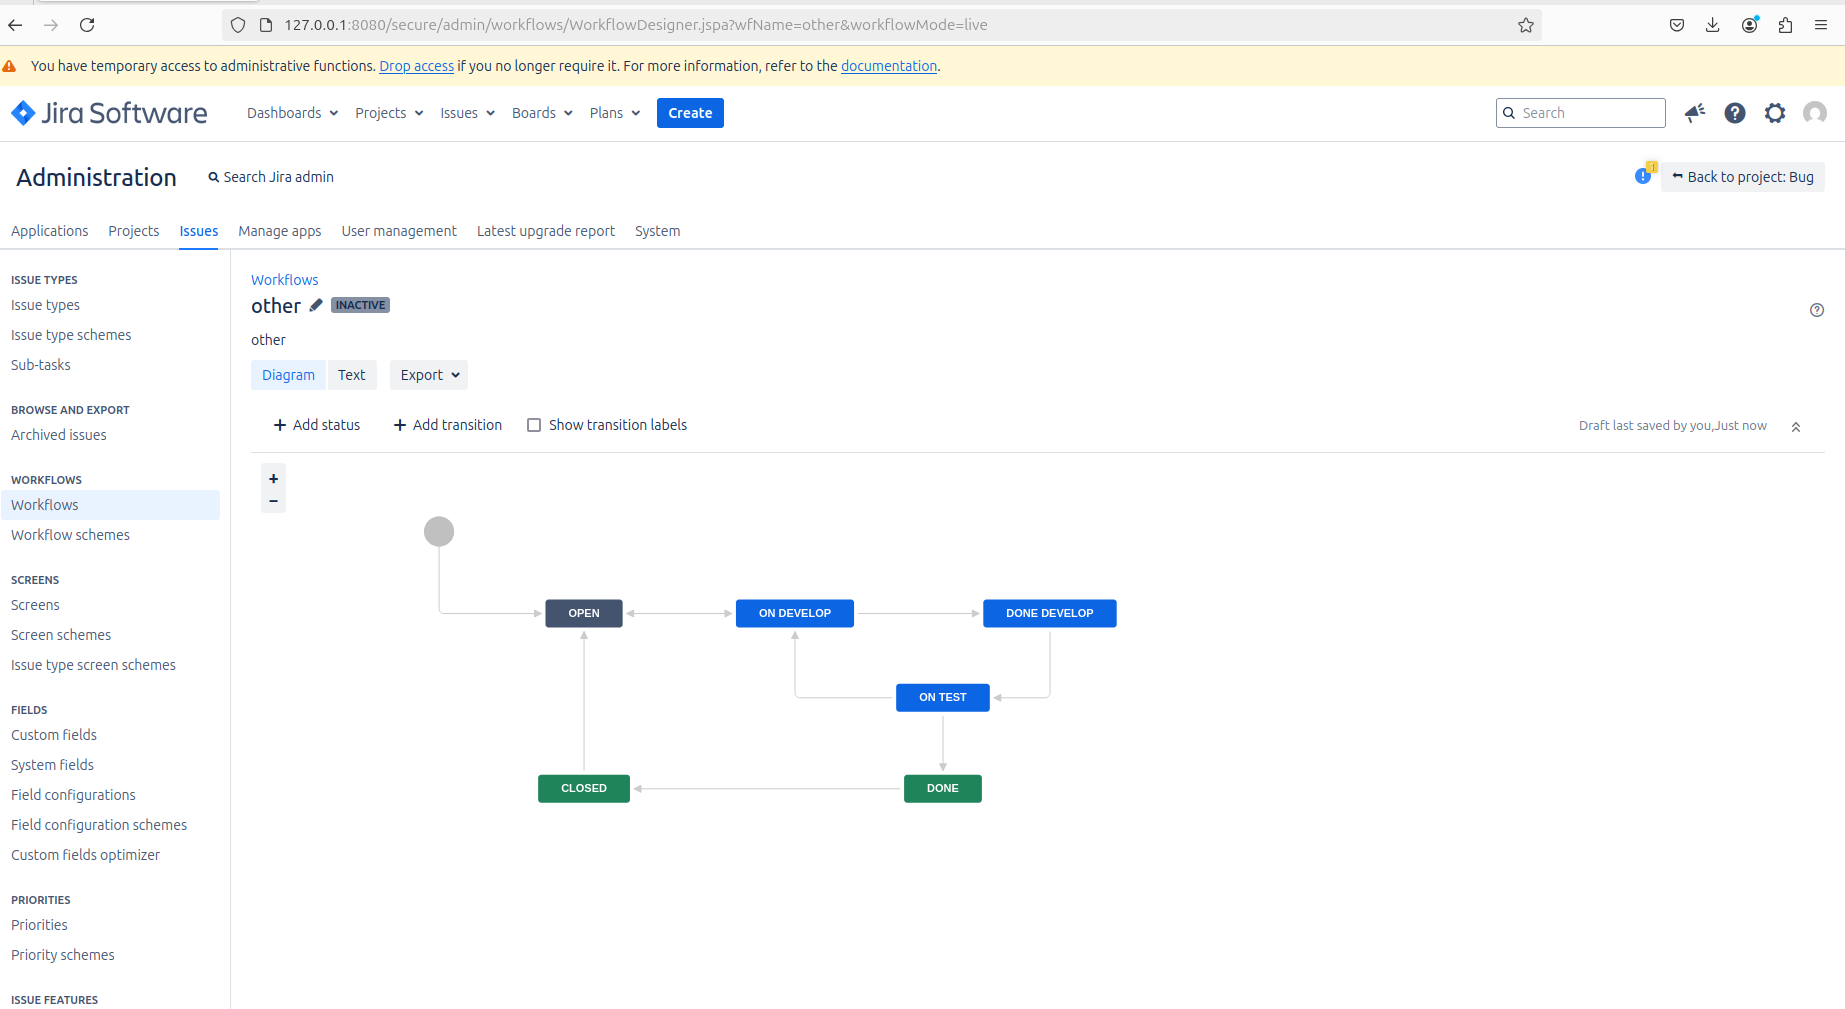 127.0.0.1:8080/secure/admin/workflows/WorkflowDesigner.jspa?wfName=other&workflowMode=live
You have temporary access to administrative functions. Drop access if you no longer require it. For more information, refer to the documentation.
Jira Software Dashboards Projects Issues Boards Plans Create Search
Administration Search Jira admin 1 Back to project: Bug
Applications Projects Issues Manage apps User management Latest upgrade report System
ISSUE TYPES
Issue types
Issue type schemes
Sub-tasks
BROWSE AND EXPORT
Archived issues
WORKFLOWS
Workflows
Workflow schemes
SCREENS
Screens
Screen schemes
Issue type screen schemes
FIELDS
Custom fields
System fields
Field configurations
Field configuration schemes
Custom fields optimizer
PRIORITIES
Priorities
Priority schemes
ISSUE FEATURES
Workflows
other INACTIVE
other
Diagram Text Export
+ Add status + Add transition Show transition labels Draft last saved by you,Just now
+
−
OPEN ON DEVELOP DONE DEVELOP
ON TEST
CLOSED DONE